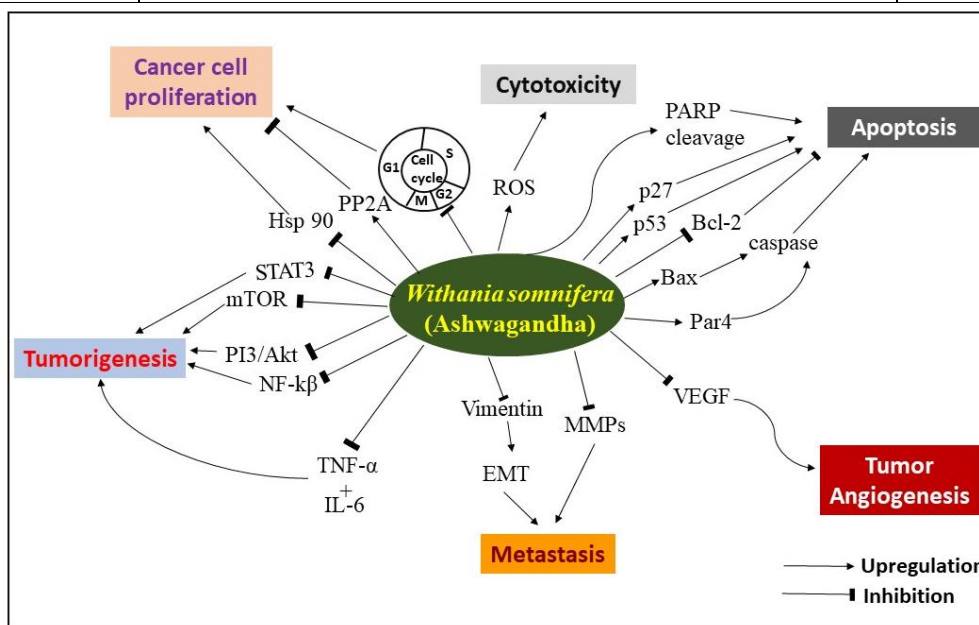 Cancer cell
proliferation
Cytotoxicity
PARP
cleavage
Apoptosis
G1
S
Cell
cycle
M
G2
ROS
p27
PP2A
Hsp 90
p53
Bcl-2
caspase
STAT3
Bax
mTOR
Withania somnifera
(Ashwagandha)
Par4
Tumorigenesis
PI3/Akt
NF-kβ
VEGF
Vimentin
MMPs
TNF-α
+
IL-6
EMT
Tumor
Angiogenesis
Metastasis
Upregulation
Inhibition